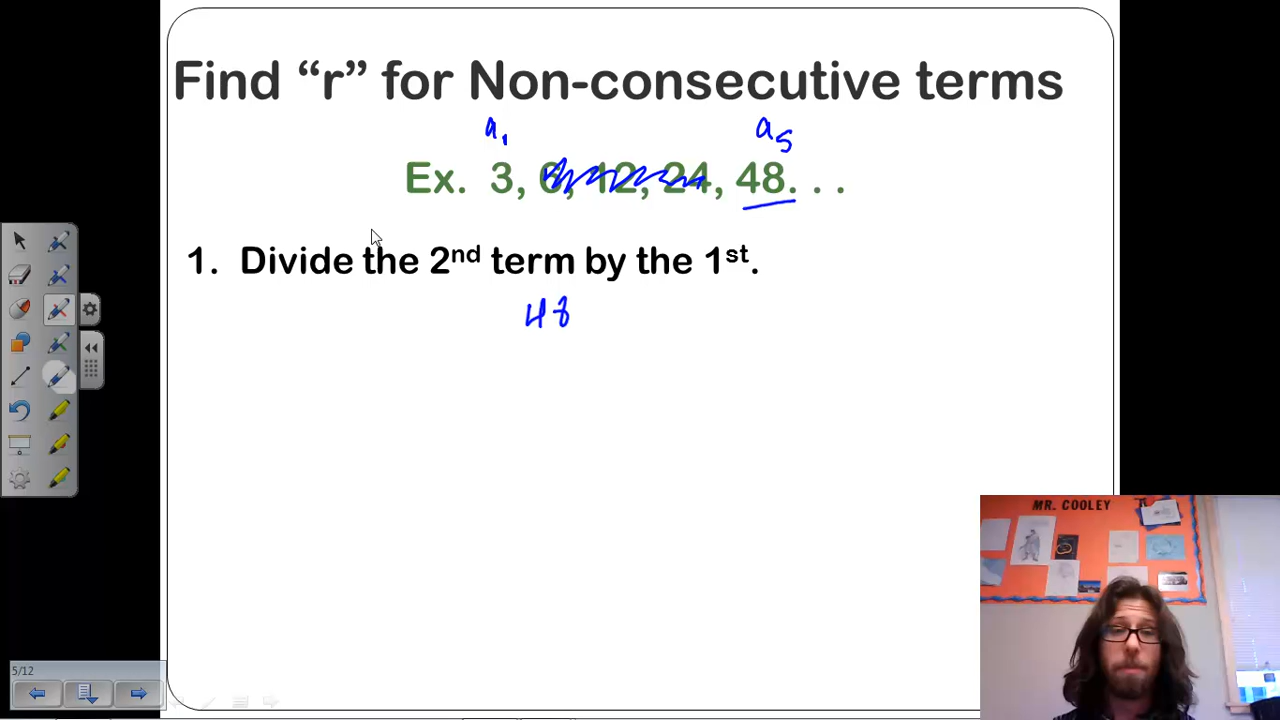 Find “r” for Non-consecutive terms
a₁ a₅
Ex. 3, 6, 12, 24, 48. . .
1. Divide the 2nd term by the 1st.
48
MR. COOLEY
5/12